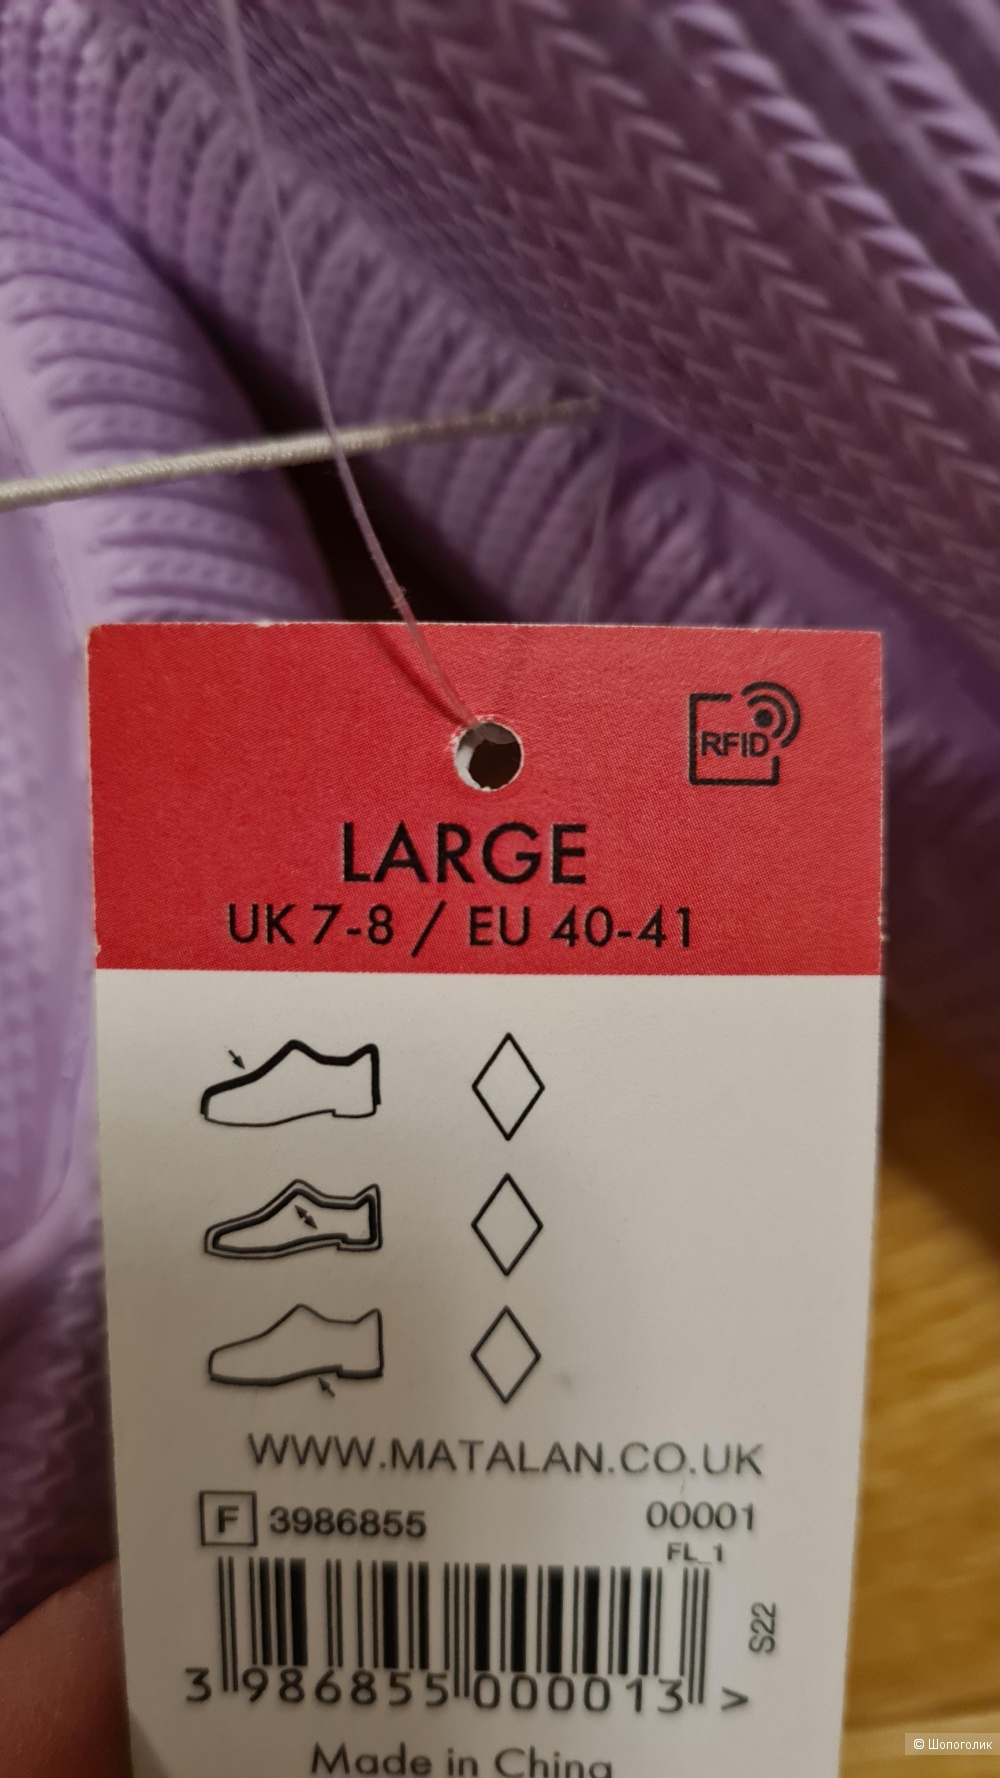 RFID
LARGE
UK 7-8 / EU 40-41
WWW.MATALAN.CO.UK
F 3986855 00001
FL_1
S22
3 986855 000013 >
Made in China
© Шопоголик